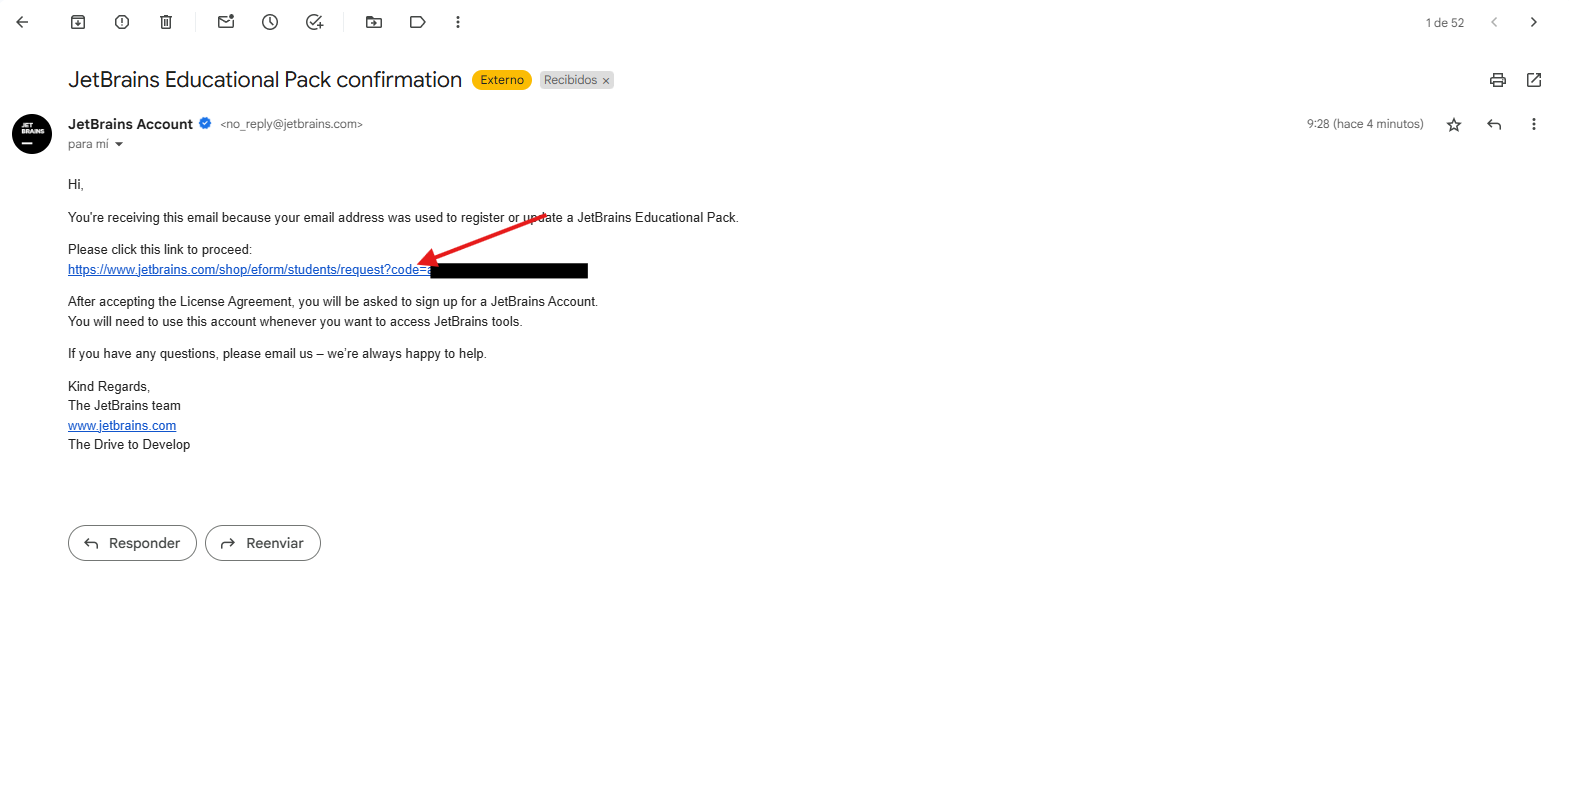 1 de 52
JetBrains Educational Pack confirmation Externo Recibidos ×
JET
BRAINS
JetBrains Account <no_reply@jetbrains.com> 9:28 (hace 4 minutos)
para mí
Hi,
You're receiving this email because your email address was used to register or update a JetBrains Educational Pack.
Please click this link to proceed:
https://www.jetbrains.com/shop/eform/students/request?code=
After accepting the License Agreement, you will be asked to sign up for a JetBrains Account.
You will need to use this account whenever you want to access JetBrains tools.
If you have any questions, please email us – we’re always happy to help.
Kind Regards,
The JetBrains team
www.jetbrains.com
The Drive to Develop
Responder Reenviar